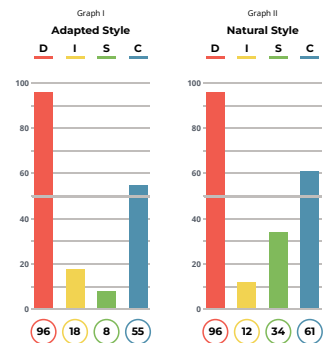 Graph I
Adapted Style
D I S C
100
80
60
40
20
0
96 18 8 55
Graph II
Natural Style
D I S C
100
80
60
40
20
0
96 12 34 61